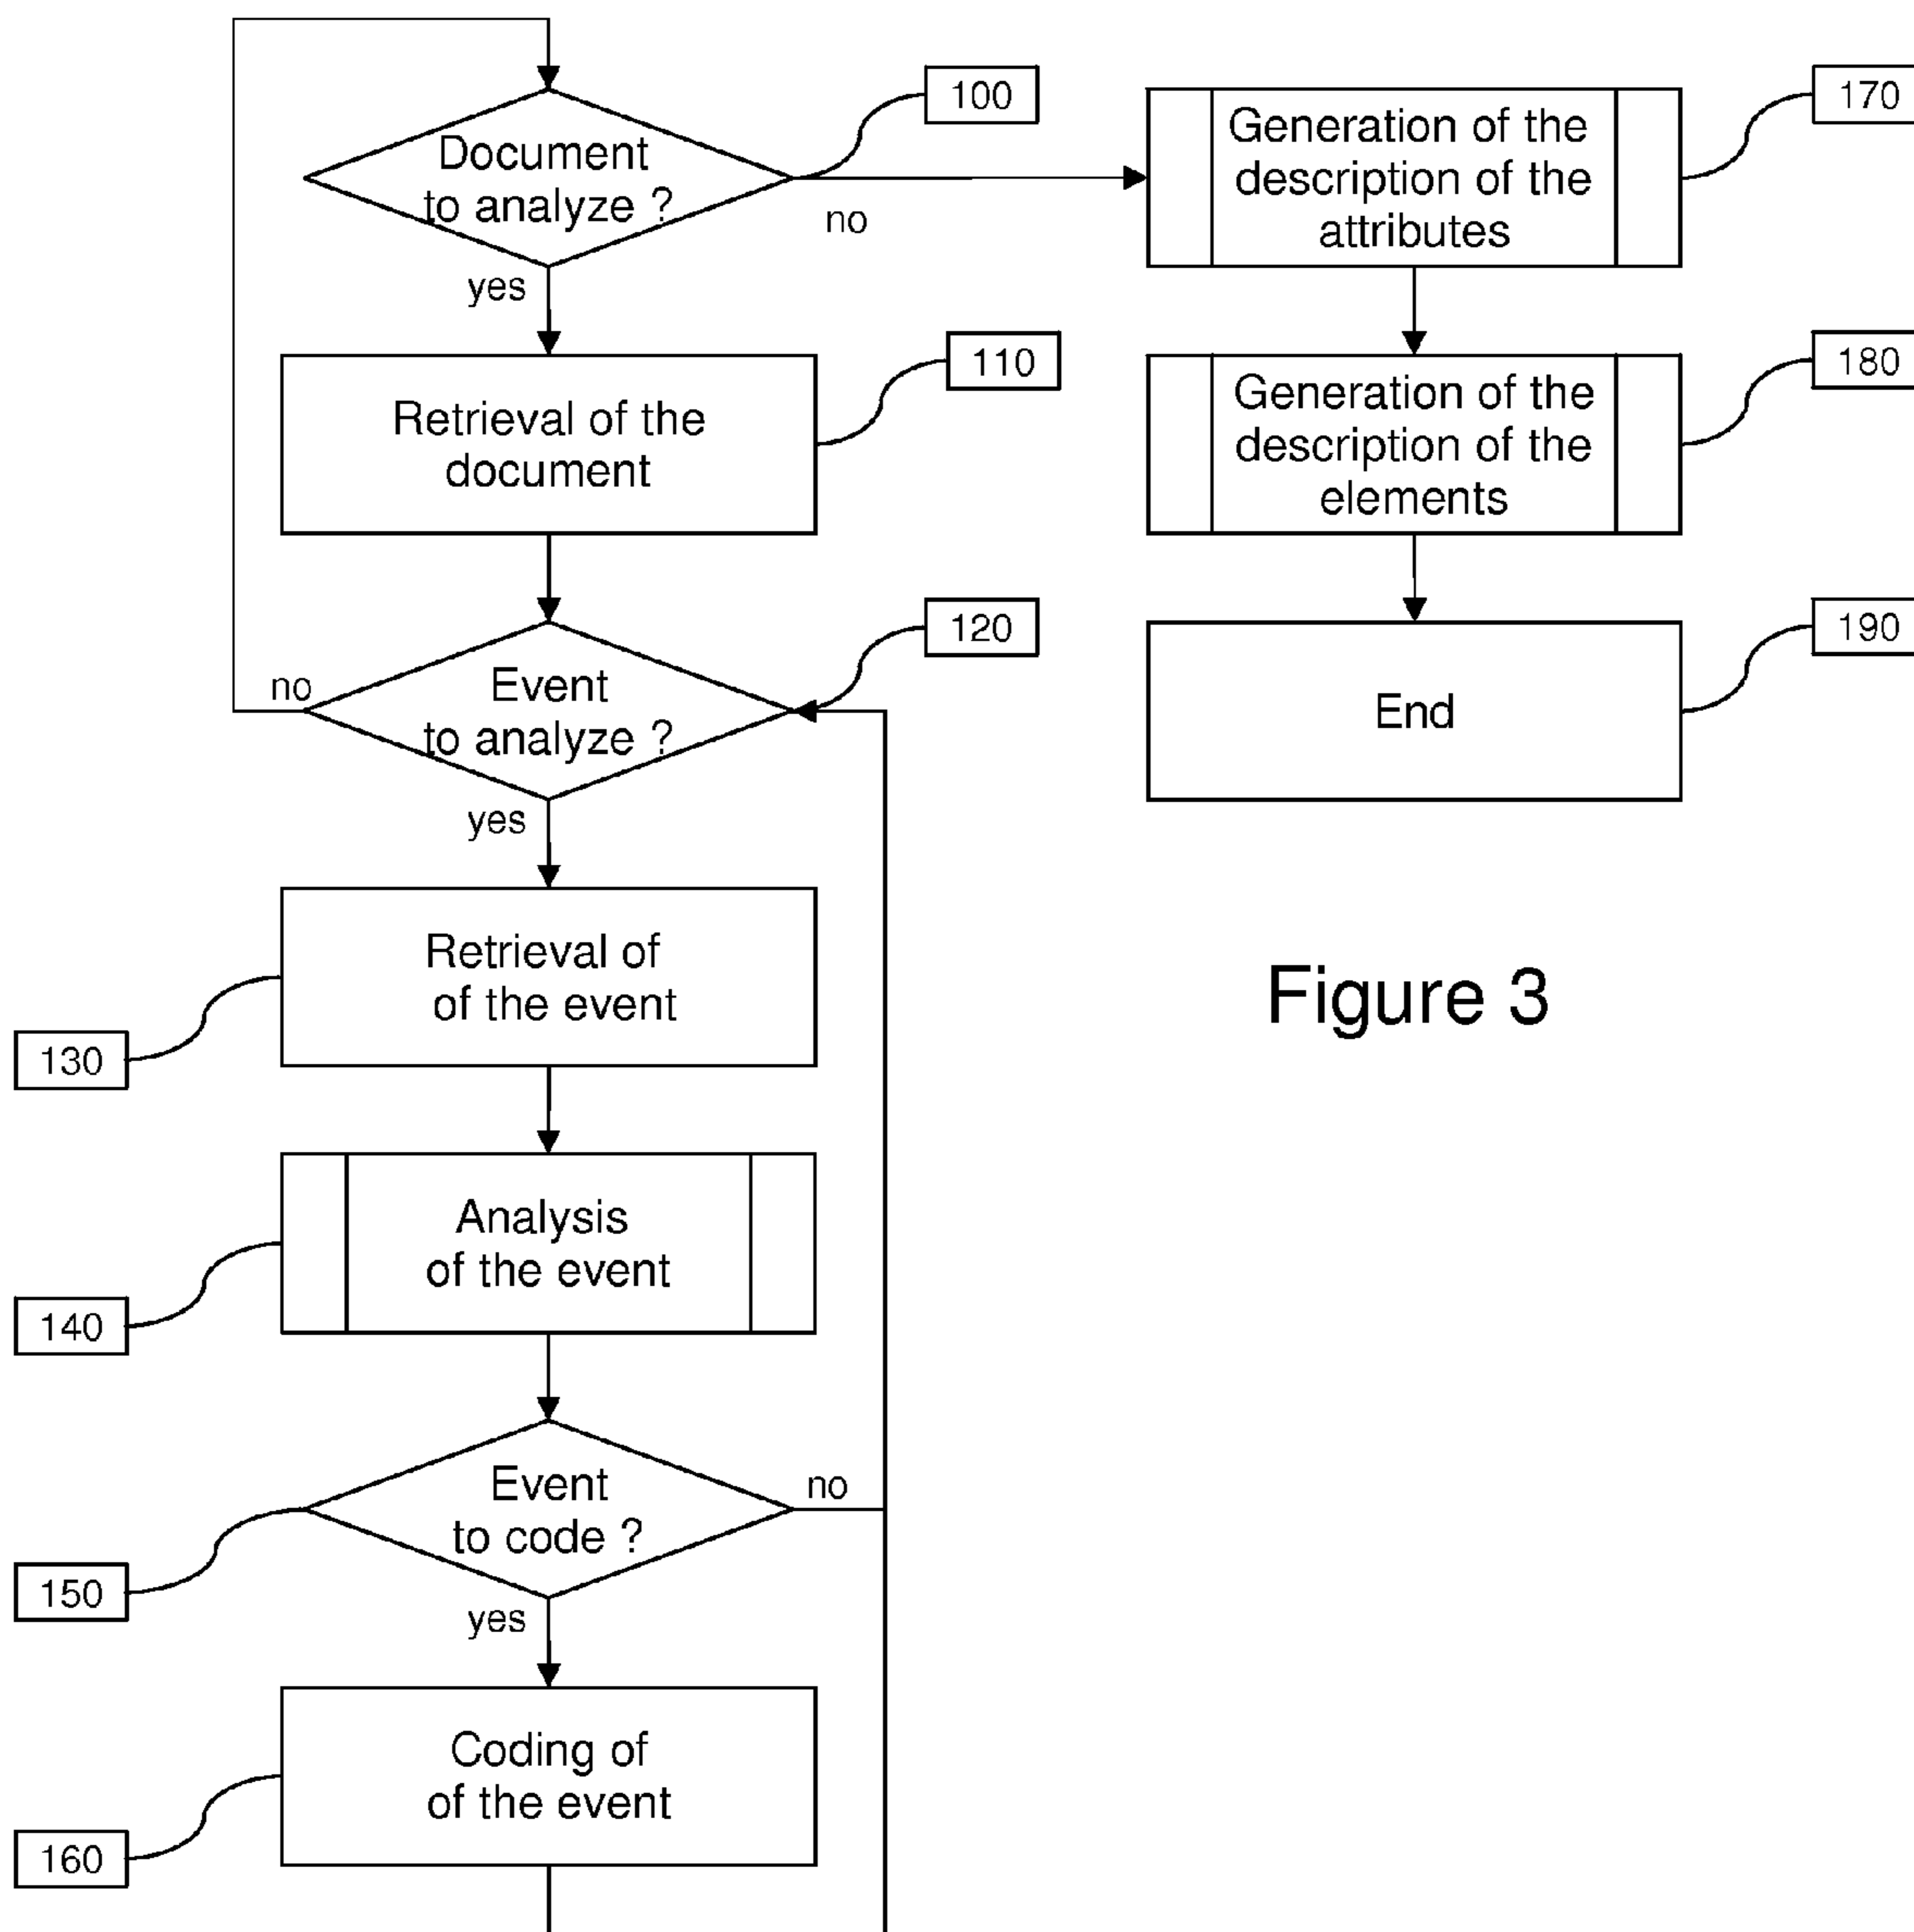 Document
to analyze ?
100
no
yes
Retrieval of the
document
110
Event
to analyze ?
120
no
yes
Retrieval of
of the event
130
Analysis
of the event
140
Event
to code ?
no
150
yes
Coding of
of the event
160
Generation of the
description of the
attributes
170
Generation of the
description of the
elements
180
End
190
Figure 3